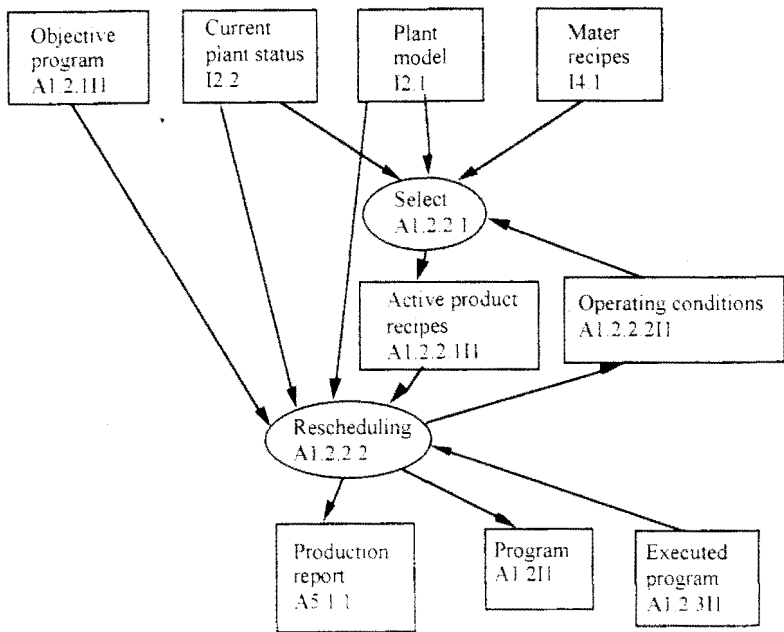 Objective
program
A1.2.1I1
Current
plant status
I2.2
Plant
model
I2.1
Mater
recipes
I4.1
Select
A1.2.2.1
Active product
recipes
A1.2.2.1I1
Operating conditions
A1.2.2.2I1
Rescheduling
A1.2.2.2
Production
report
A5.1.1
Program
A1.2I1
Executed
program
A1.2.3I1